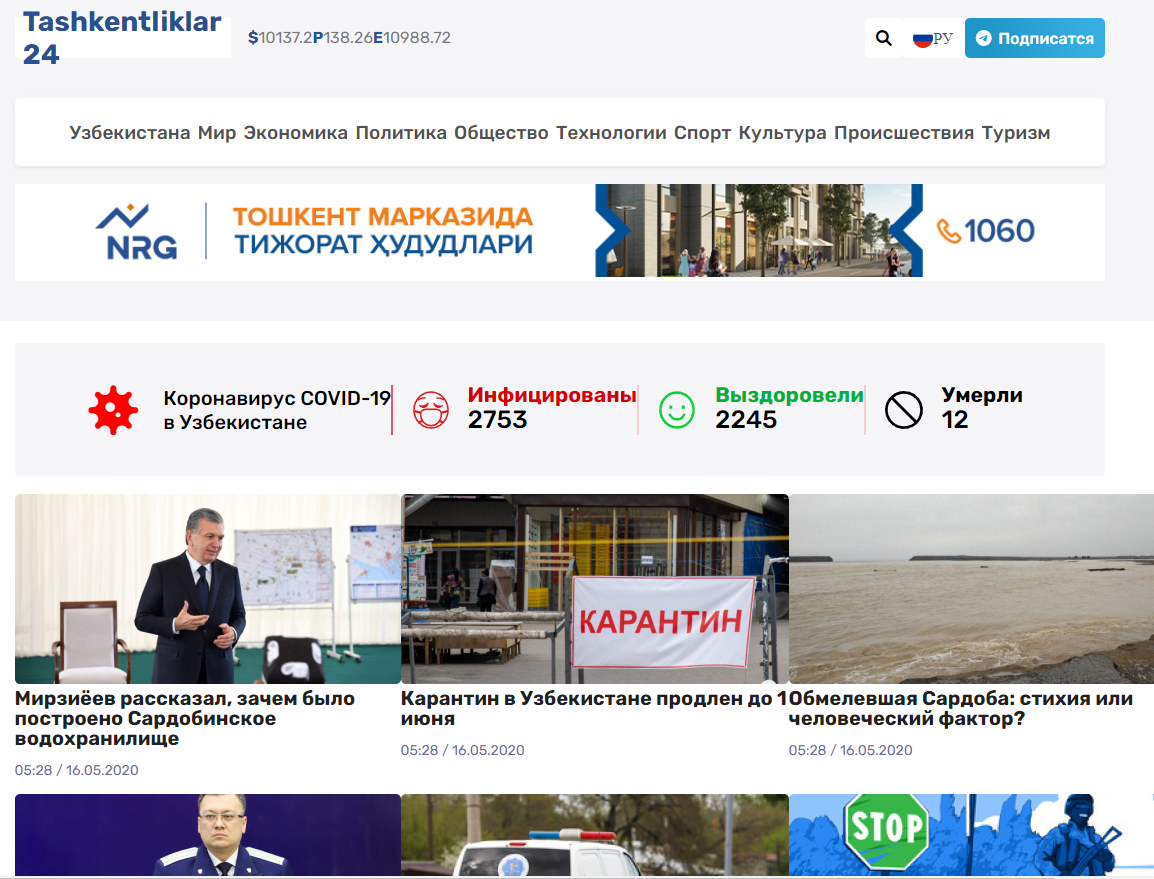 Tashkentliklar
24
$10137.2Р138.26Е10988.72
РУ
Подписатся
Узбекистана Мир Экономика Политика Общество Технологии Спорт Культура Происшествия Туризм
NRG
ТОШКЕНТ МАРКАЗИДА
ТИЖОРАТ ҲУДУДЛАРИ
1060
Коронавирус COVID-19
в Узбекистане
Инфицированы
2753
Выздоровели
2245
Умерли
12
КАРАНТИН
Мирзиёев рассказал, зачем было
построено Сардобинское
водохранилище
05:28 / 16.05.2020
Карантин в Узбекистане продлен до 1
июня
05:28 / 16.05.2020
Обмелевшая Сардоба: стихия или
человеческий фактор?
05:28 / 16.05.2020
STOP